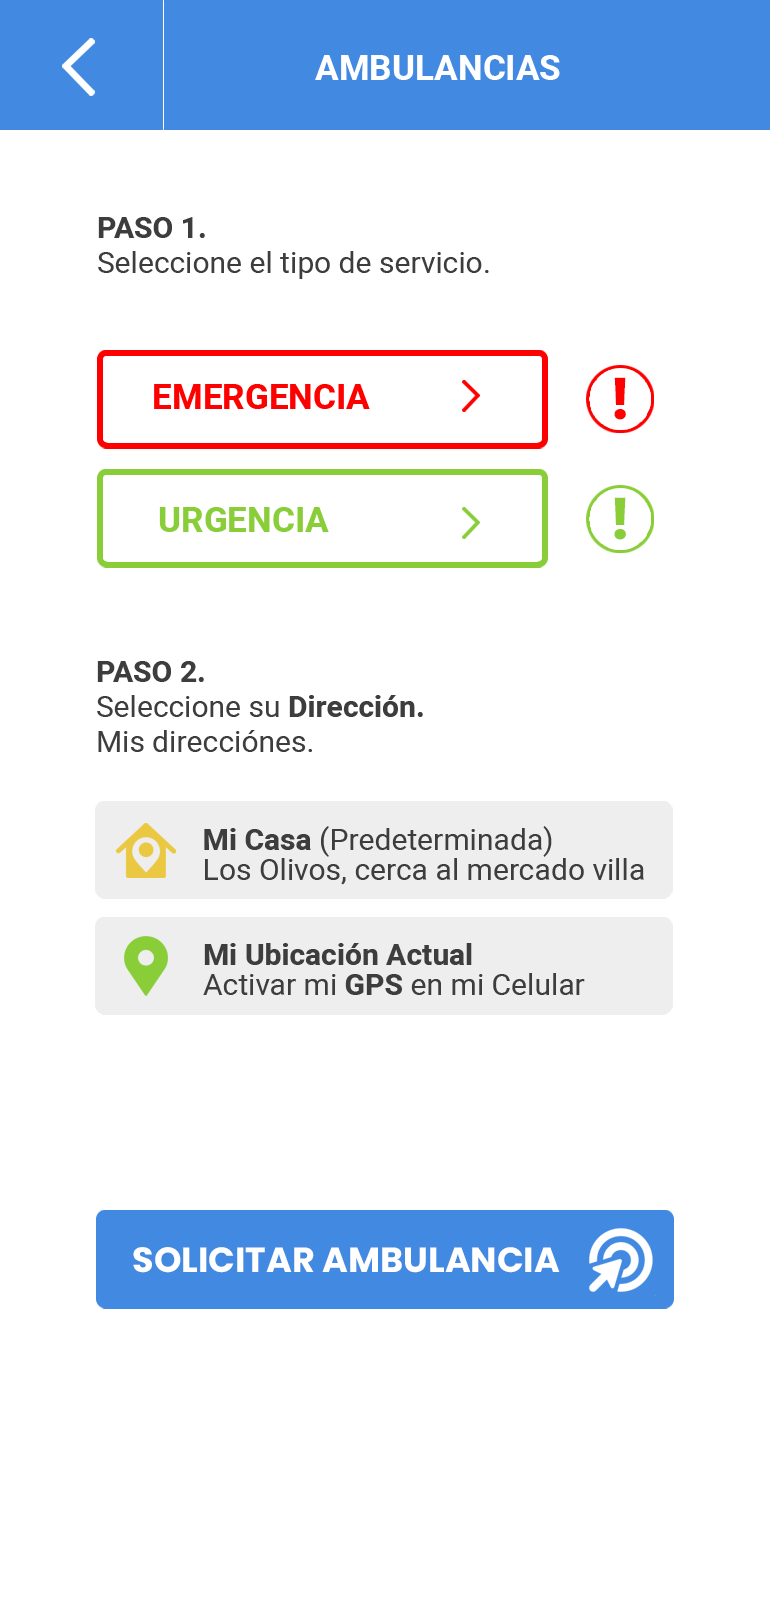 AMBULANCIAS
PASO 1.
Seleccione el tipo de servicio.
EMERGENCIA
URGENCIA
PASO 2.
Seleccione su Dirección.
Mis direcciónes.
Mi Casa (Predeterminada)
Los Olivos, cerca al mercado villa
Mi Ubicación Actual
Activar mi GPS en mi Celular
SOLICITAR AMBULANCIA